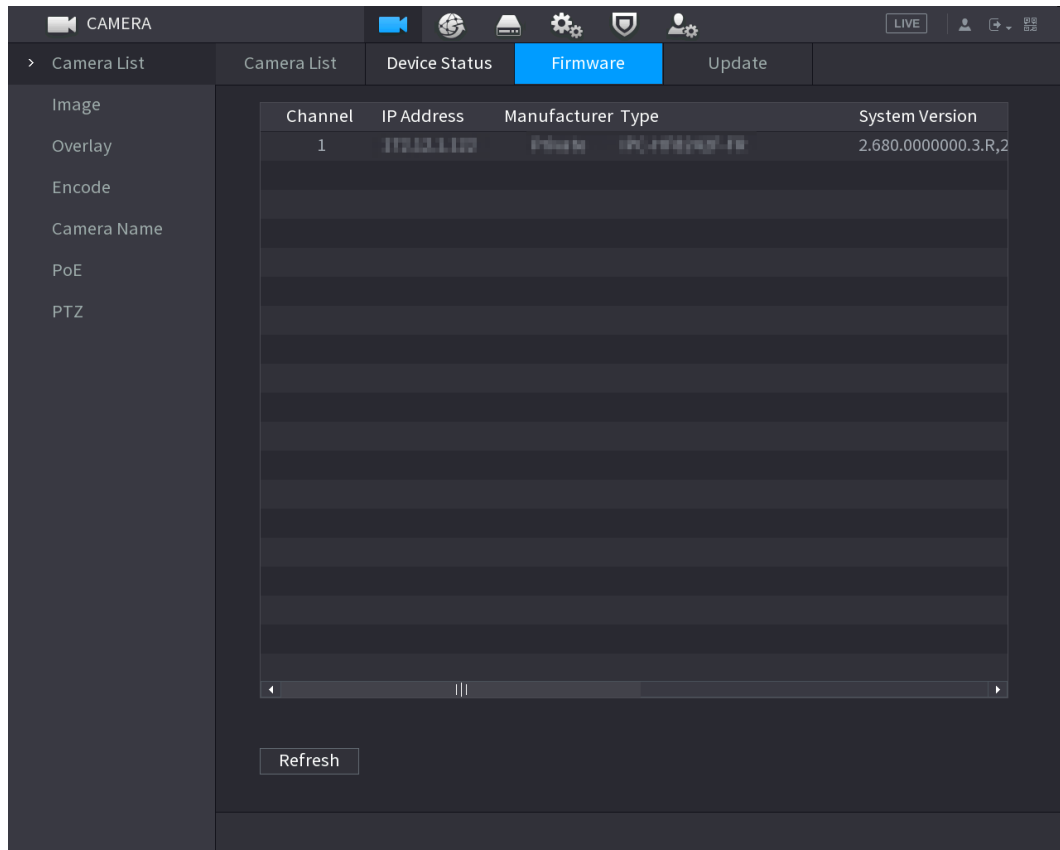 CAMERA LIVE
Camera List Camera List Device Status Firmware Update
Image
Overlay
Encode
Camera Name
PoE
PTZ
Channel IP Address Manufacturer Type System Version
1 2.680.0000000.3.R,2
Refresh